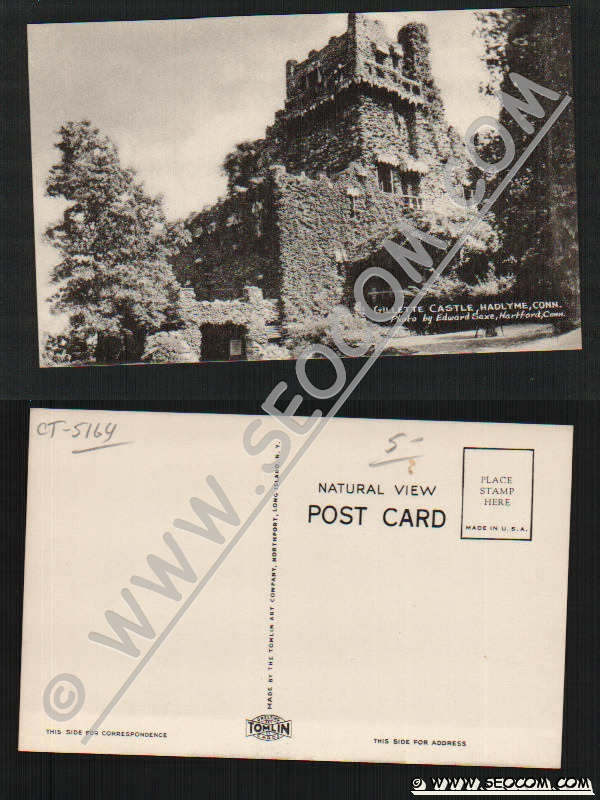 GILLETTE CASTLE, HADLYME, CONN.
Photo by Edward Saxe, Hartford, Conn.
© WWW.SEOCOM.COM
CT-5164
5-
NATURAL VIEW
POST CARD
PLACE
STAMP
HERE
MADE IN U.S.A.
MADE BY THE TOMLIN ART COMPANY, NORTHPORT, LONG ISLAND, N.Y.
THIS SIDE FOR CORRESPONDENCE
TOMLIN
THIS SIDE FOR ADDRESS
© WWW.SEOCOM.COM